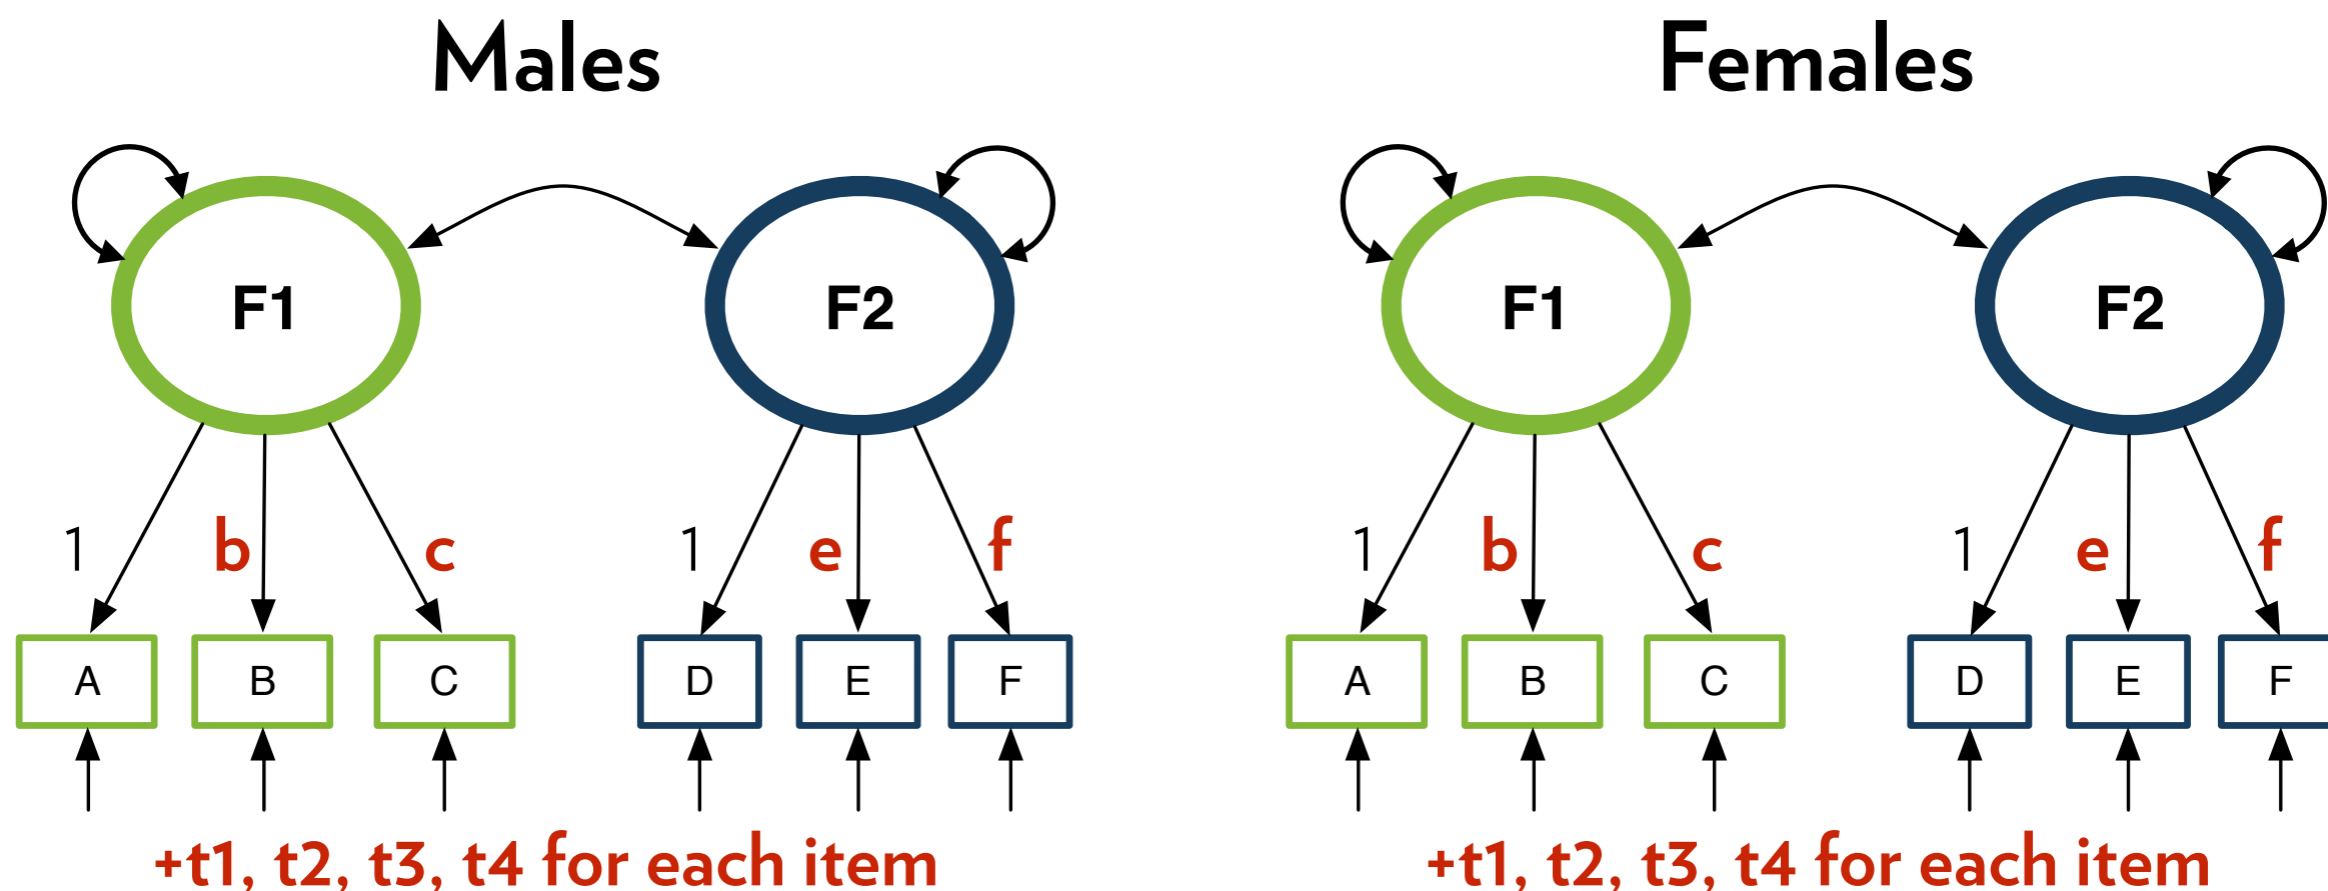 Males Females
F1 F2 F1 F2
1 b c 1 e f 1 b c 1 e f
A B C D E F A B C D E F
+t1, t2, t3, t4 for each item +t1, t2, t3, t4 for each item